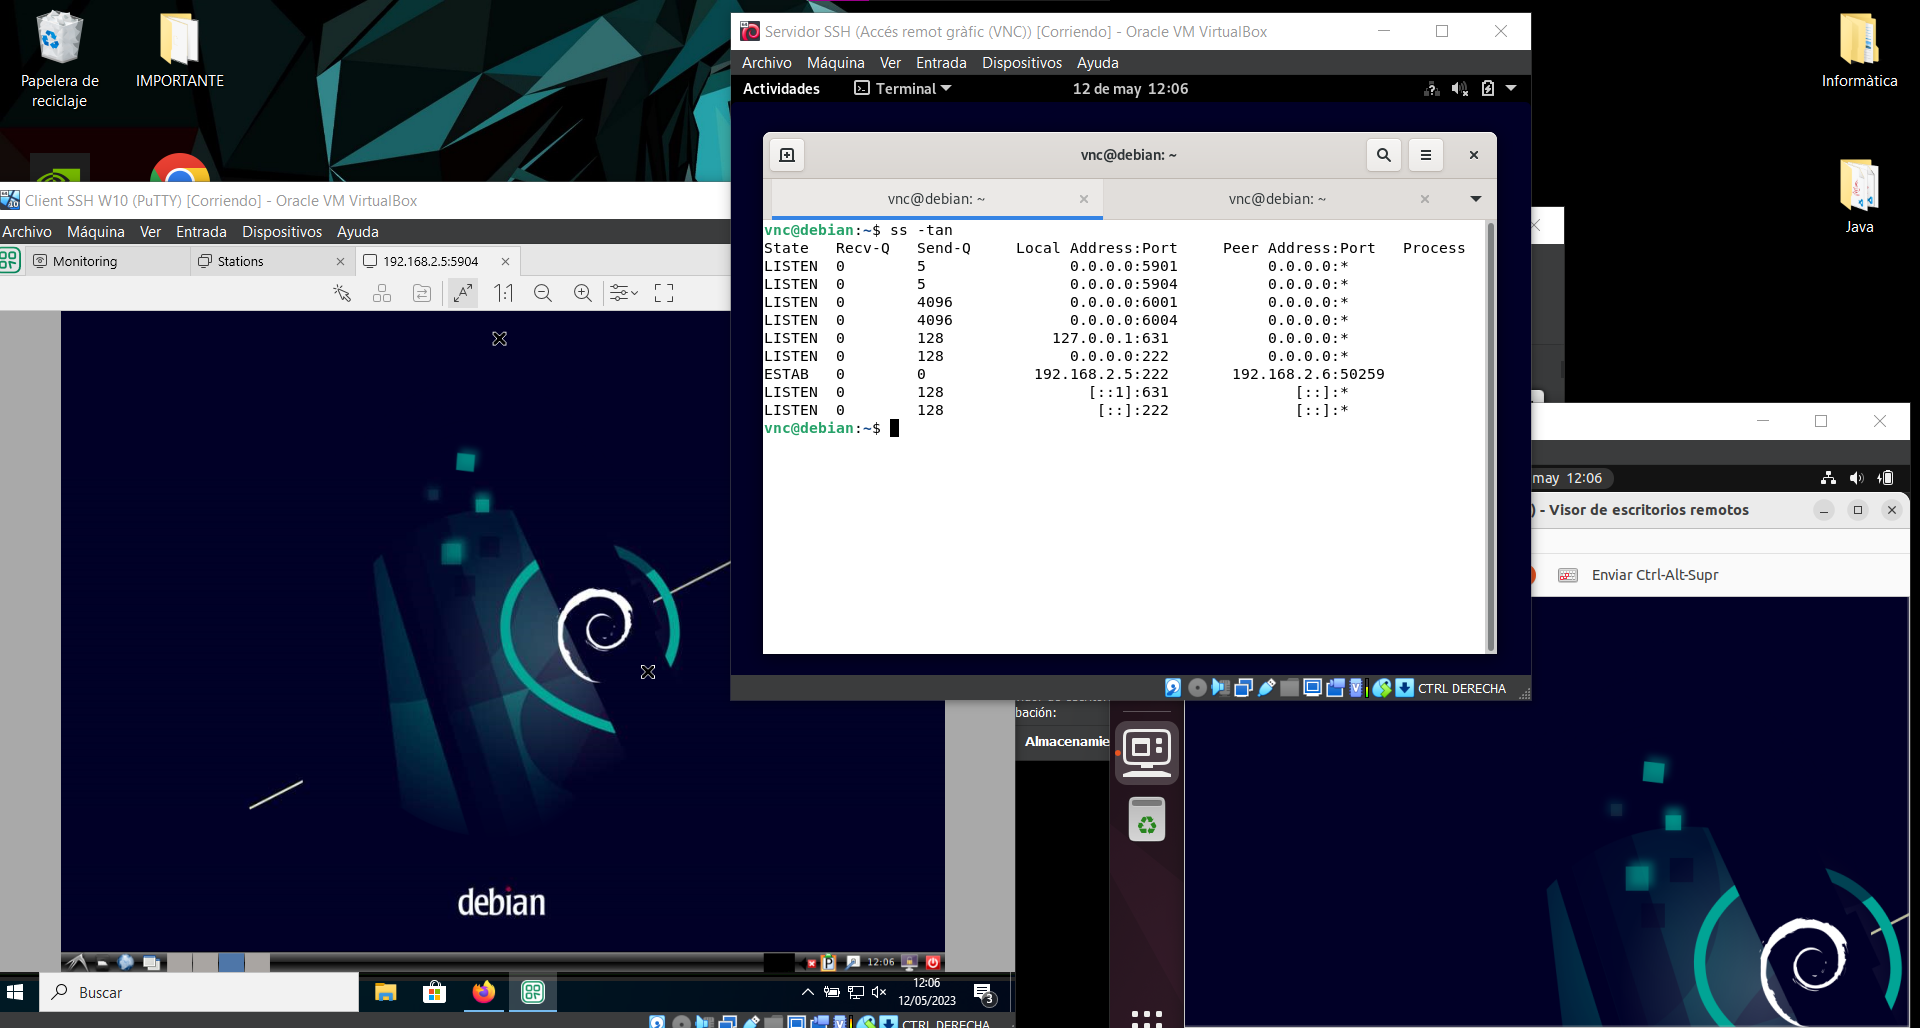 Papelera de
reciclaje
IMPORTANTE
Informàtica
Java
Servidor SSH (Accés remot gràfic (VNC)) [Corriendo] - Oracle VM VirtualBox
Archivo Máquina Ver Entrada Dispositivos Ayuda
Actividades Terminal 12 de may 12:06
vnc@debian: ~
vnc@debian: ~ vnc@debian: ~
vnc@debian:~$ ss -tan
State Recv-Q Send-Q Local Address:Port Peer Address:Port Process
LISTEN 0 5 0.0.0.0:5901 0.0.0.0:*
LISTEN 0 5 0.0.0.0:5904 0.0.0.0:*
LISTEN 0 4096 0.0.0.0:6001 0.0.0.0:*
LISTEN 0 4096 0.0.0.0:6004 0.0.0.0:*
LISTEN 0 128 127.0.0.1:631 0.0.0.0:*
LISTEN 0 128 0.0.0.0:222 0.0.0.0:*
ESTAB 0 0 192.168.2.5:222 192.168.2.6:50259
LISTEN 0 128 [::1]:631 [::]:*
LISTEN 0 128 [::]:222 [::]:*
vnc@debian:~$
CTRL DERECHA
Client SSH W10 (PuTTY) [Corriendo] - Oracle VM VirtualBox
Archivo Máquina Ver Entrada Dispositivos Ayuda
Monitoring Stations 192.168.2.5:5904
1:1
debian
12:06
Buscar
12:06
12/05/2023
3
CTRL DERECHA
bación:
Almacenamie
may 12:06
) - Visor de escritorios remotos
Enviar Ctrl-Alt-Supr